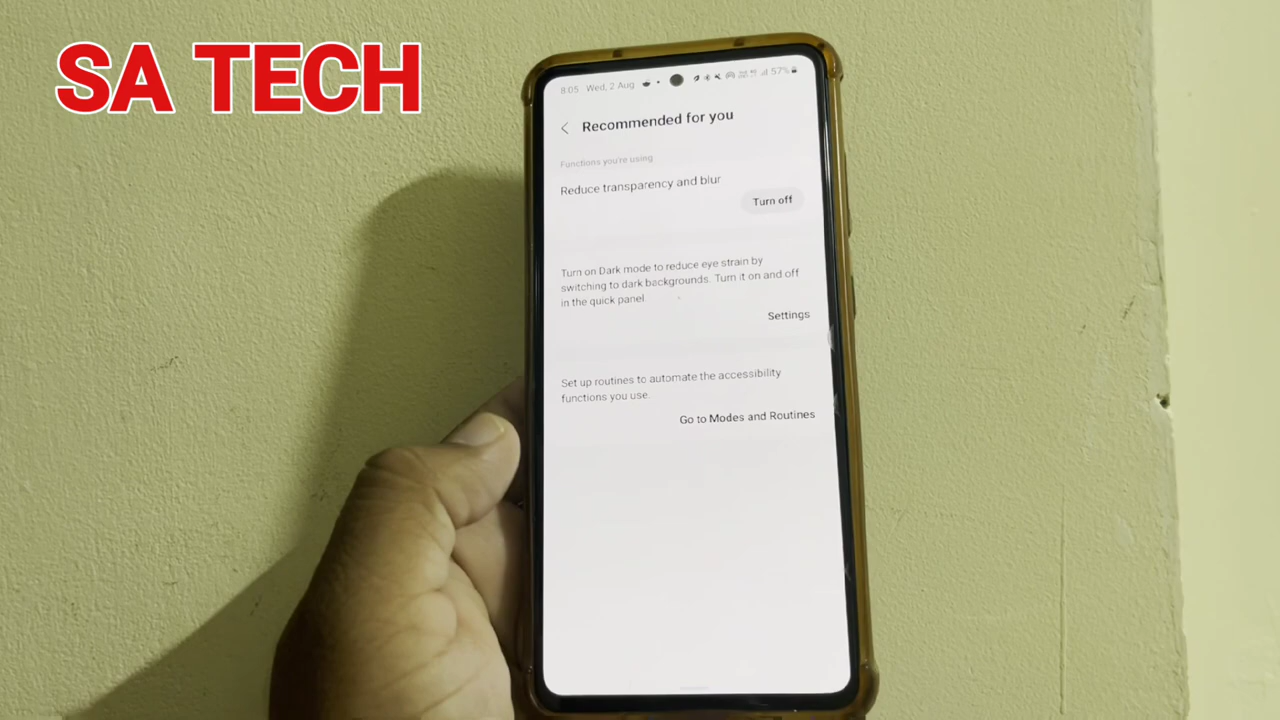 SA TECH
8:05 Wed, 2 Aug
57%
Recommended for you
Functions you're using
Reduce transparency and blur
Turn off
Turn on Dark mode to reduce eye strain by
switching to dark backgrounds. Turn it on and off
in the quick panel
Settings
Set up routines to automate the accessibility
functions you use.
Go to Modes and Routines